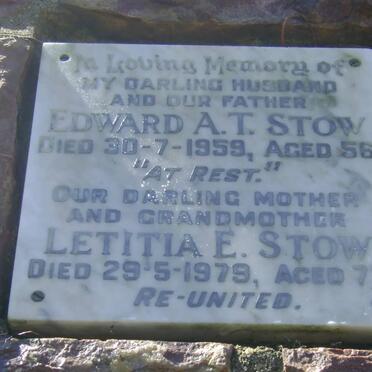 In Loving Memory of
MY DARLING HUSBAND
AND OUR FATHER
EDWARD A.T. STOW
DIED 30-7-1959, AGED 56
"AT REST."
OUR DARLING MOTHER
AND GRANDMOTHER
LETITIA E. STOW
DIED 29-5-1979, AGED
RE-UNITED.